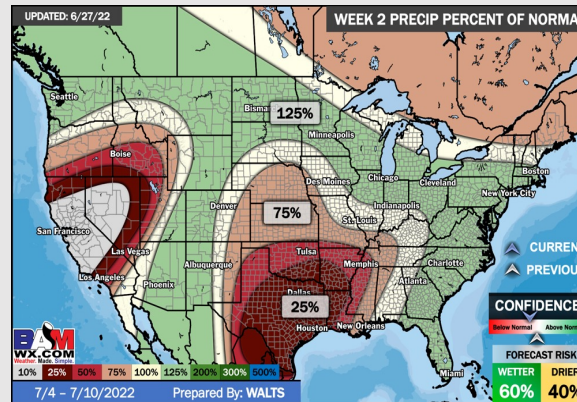 UPDATED: 6/27/22
WEEK 2 PRECIP PERCENT OF NORMA
Seattle
Bismar
125%
Minneapolis
Boise
Boston
Des Moines
Chicago
Cleveland
New York City
Denver
75%
Indianapolis
St. Louis
San Francisco
Las Vegas
CURREN
Tulsa
Los Angeles
Albuquerque
Memphis
Charlotte
PREVIOU
Phoenix
Atlanta
Dallas
25%
CONFIDENCE
Houston
New Orleans
Below Normal
Above Norm
BAM
WX.COM
Weather. Made. Simple.
FORECAST RISK
Miami
WETTER
DRIER
10% 25% 50% 75% 100% 125% 200% 300% 500%
60%
40%
7/4 – 7/10/2022
Prepared By: WALTS